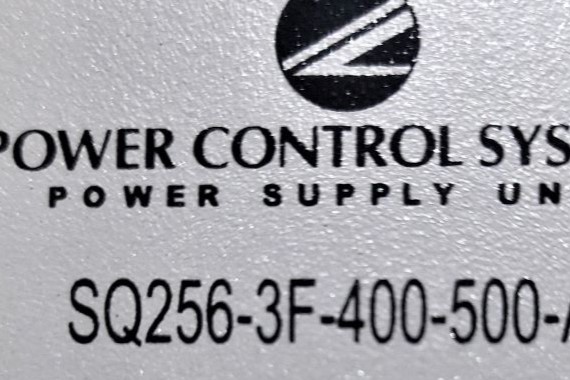 POWER CONTROL SYS
POWER SUPPLY UN
SQ256-3F-400-500-